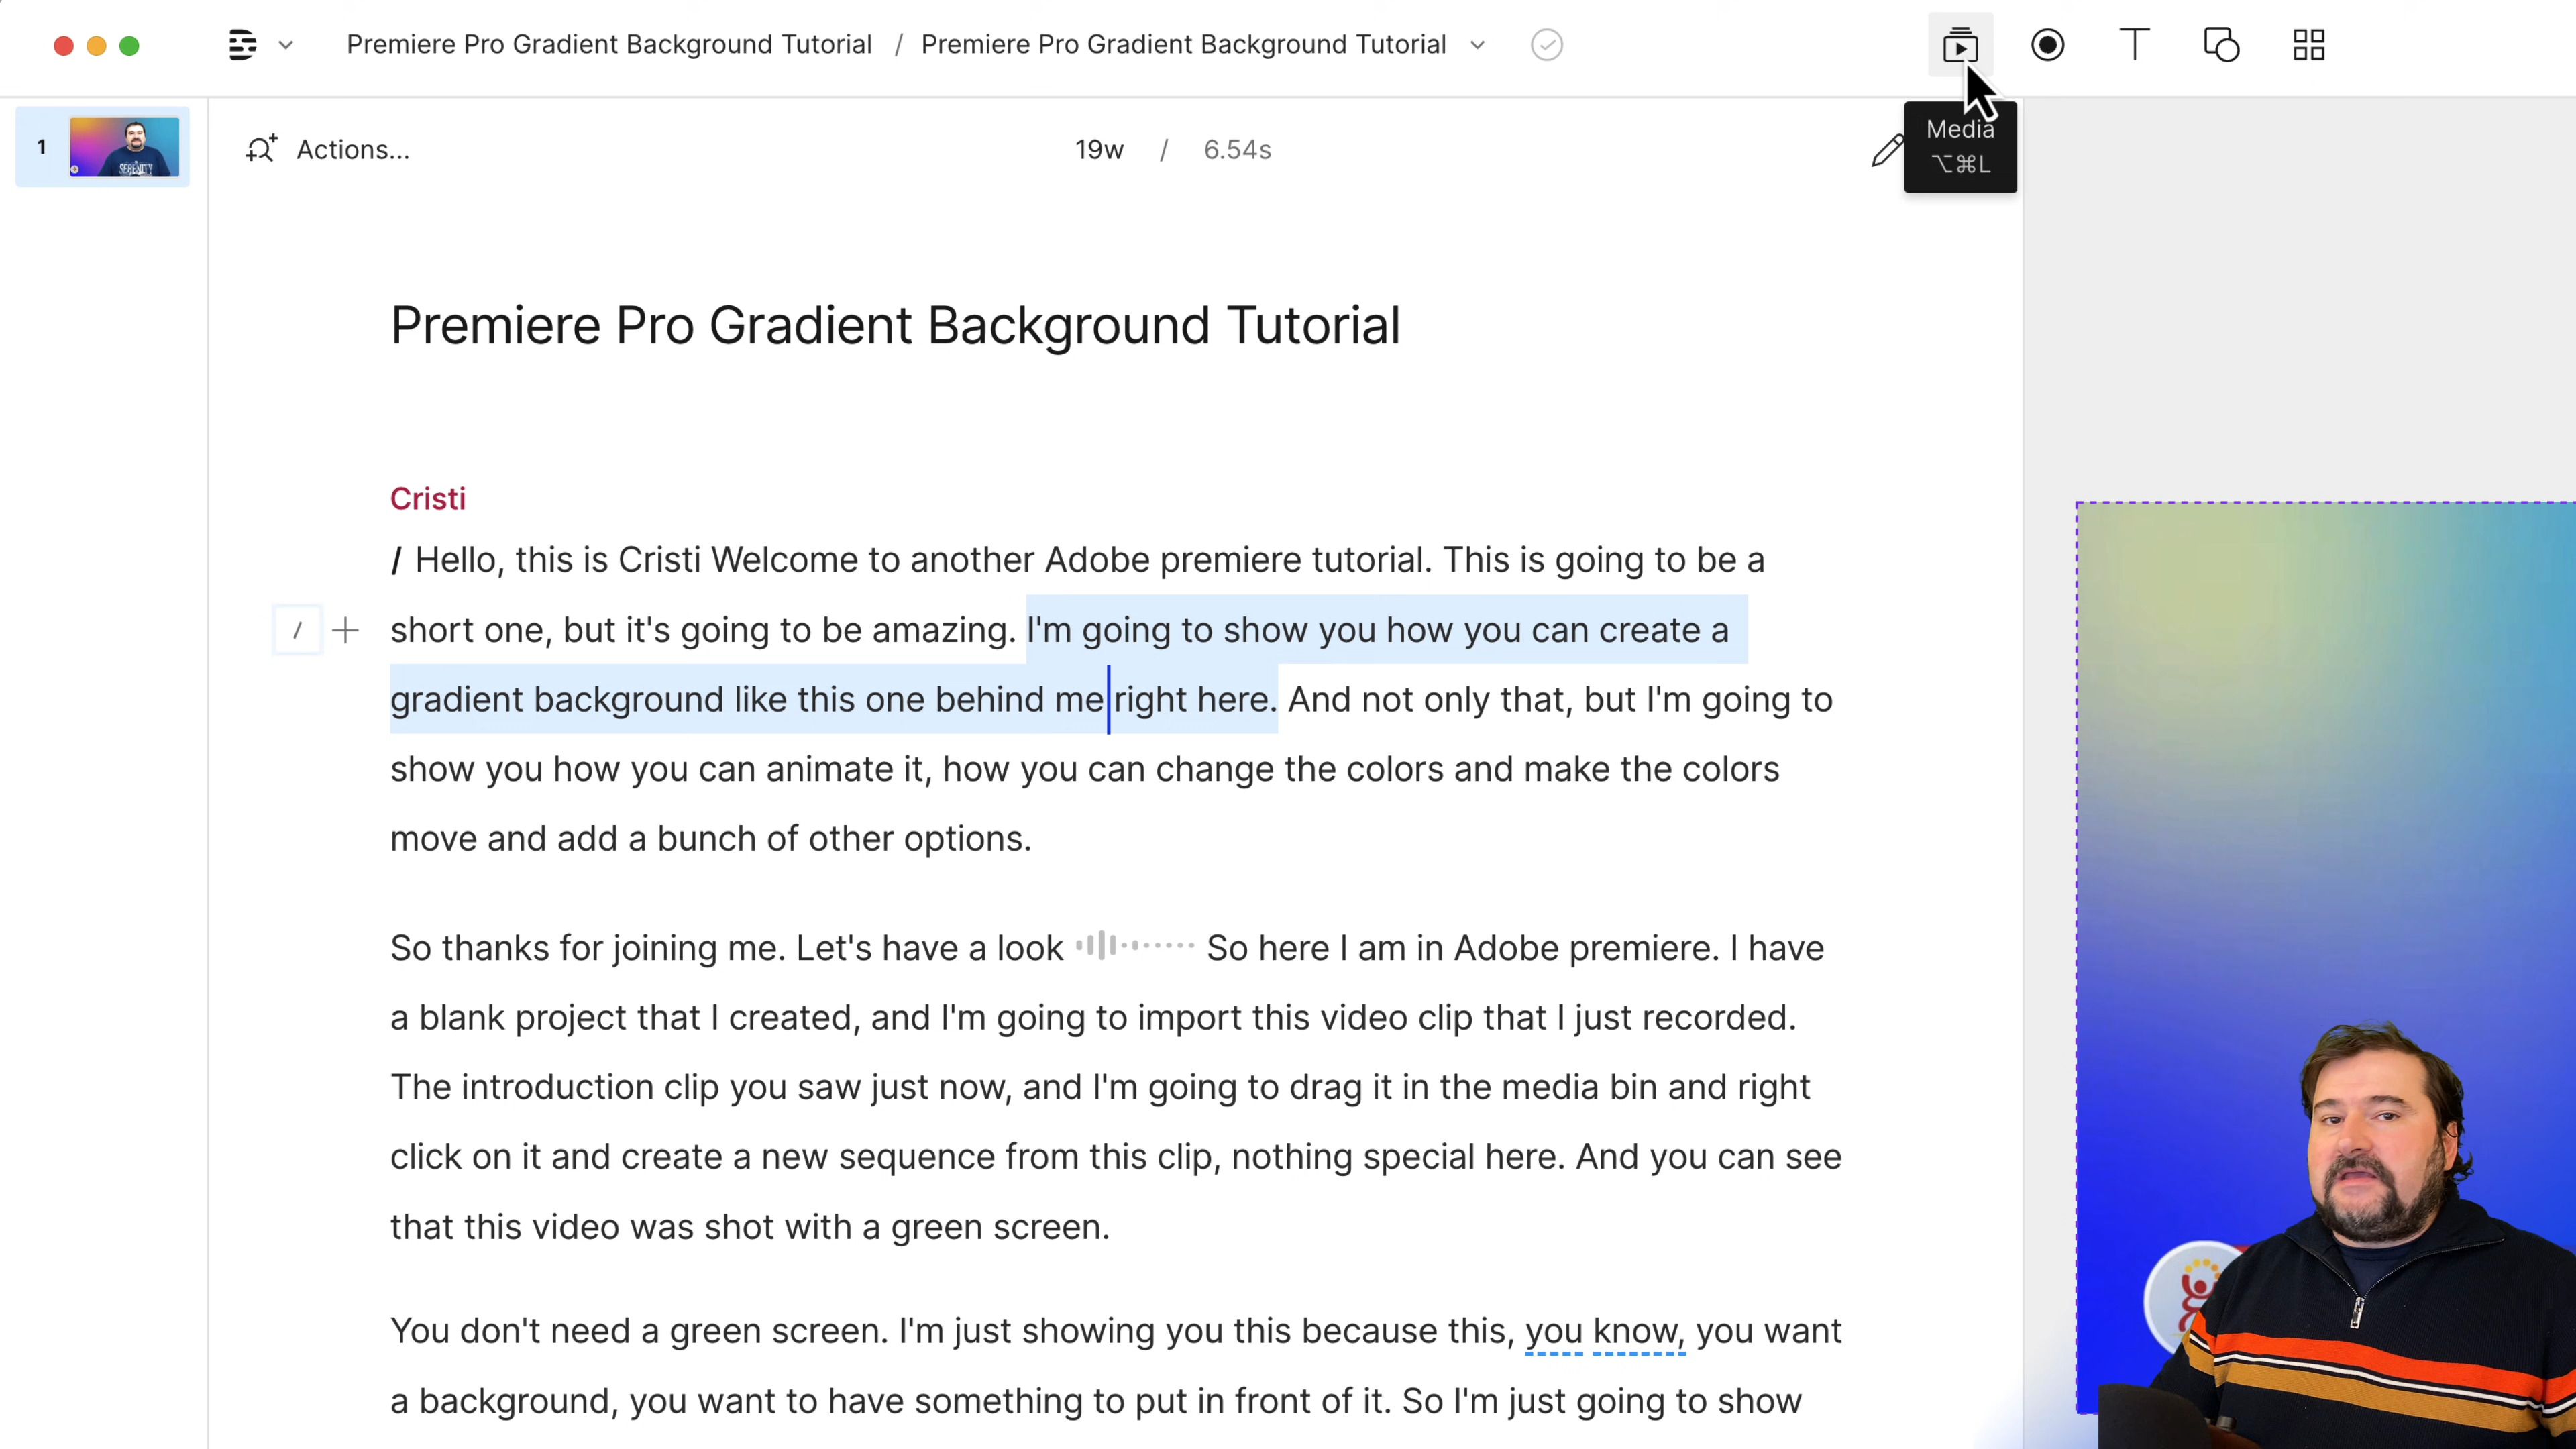 Premiere Pro Gradient Background Tutorial / Premiere Pro Gradient Background Tutorial
Media
⌥⌘L
1
SERENITY
Actions...
19w / 6.54s
Premiere Pro Gradient Background Tutorial
Cristi
/ Hello, this is Cristi Welcome to another Adobe premiere tutorial. This is going to be a
/ + short one, but it's going to be amazing. I'm going to show you how you can create a
gradient background like this one behind me right here. And not only that, but I'm going to
show you how you can animate it, how you can change the colors and make the colors
move and add a bunch of other options.
So thanks for joining me. Let's have a look So here I am in Adobe premiere. I have
a blank project that I created, and I'm going to import this video clip that I just recorded.
The introduction clip you saw just now, and I'm going to drag it in the media bin and right
click on it and create a new sequence from this clip, nothing special here. And you can see
that this video was shot with a green screen.
You don't need a green screen. I'm just showing you this because this, you know, you want
a background, you want to have something to put in front of it. So I'm just going to show